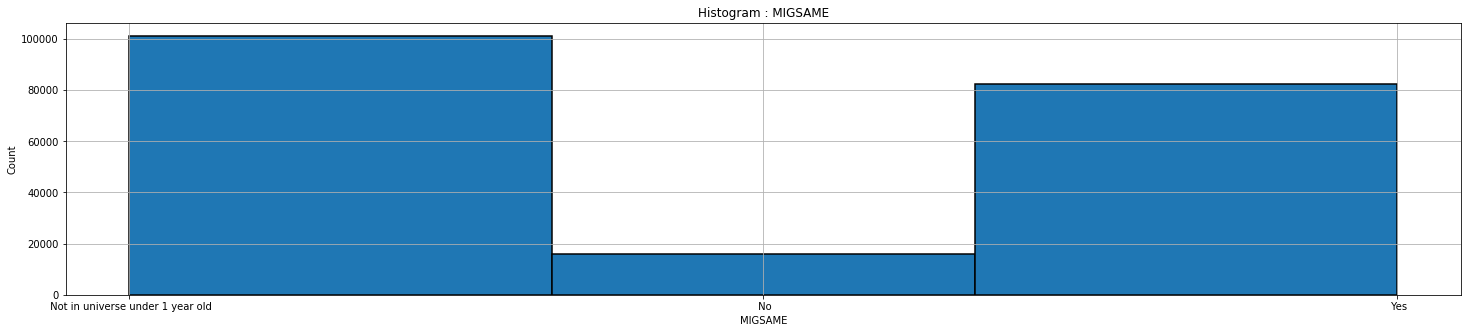 Histogram : MIGSAME
100000
80000
60000
40000
20000
0
Count
Not in universe under 1 year old
No
Yes
MIGSAME